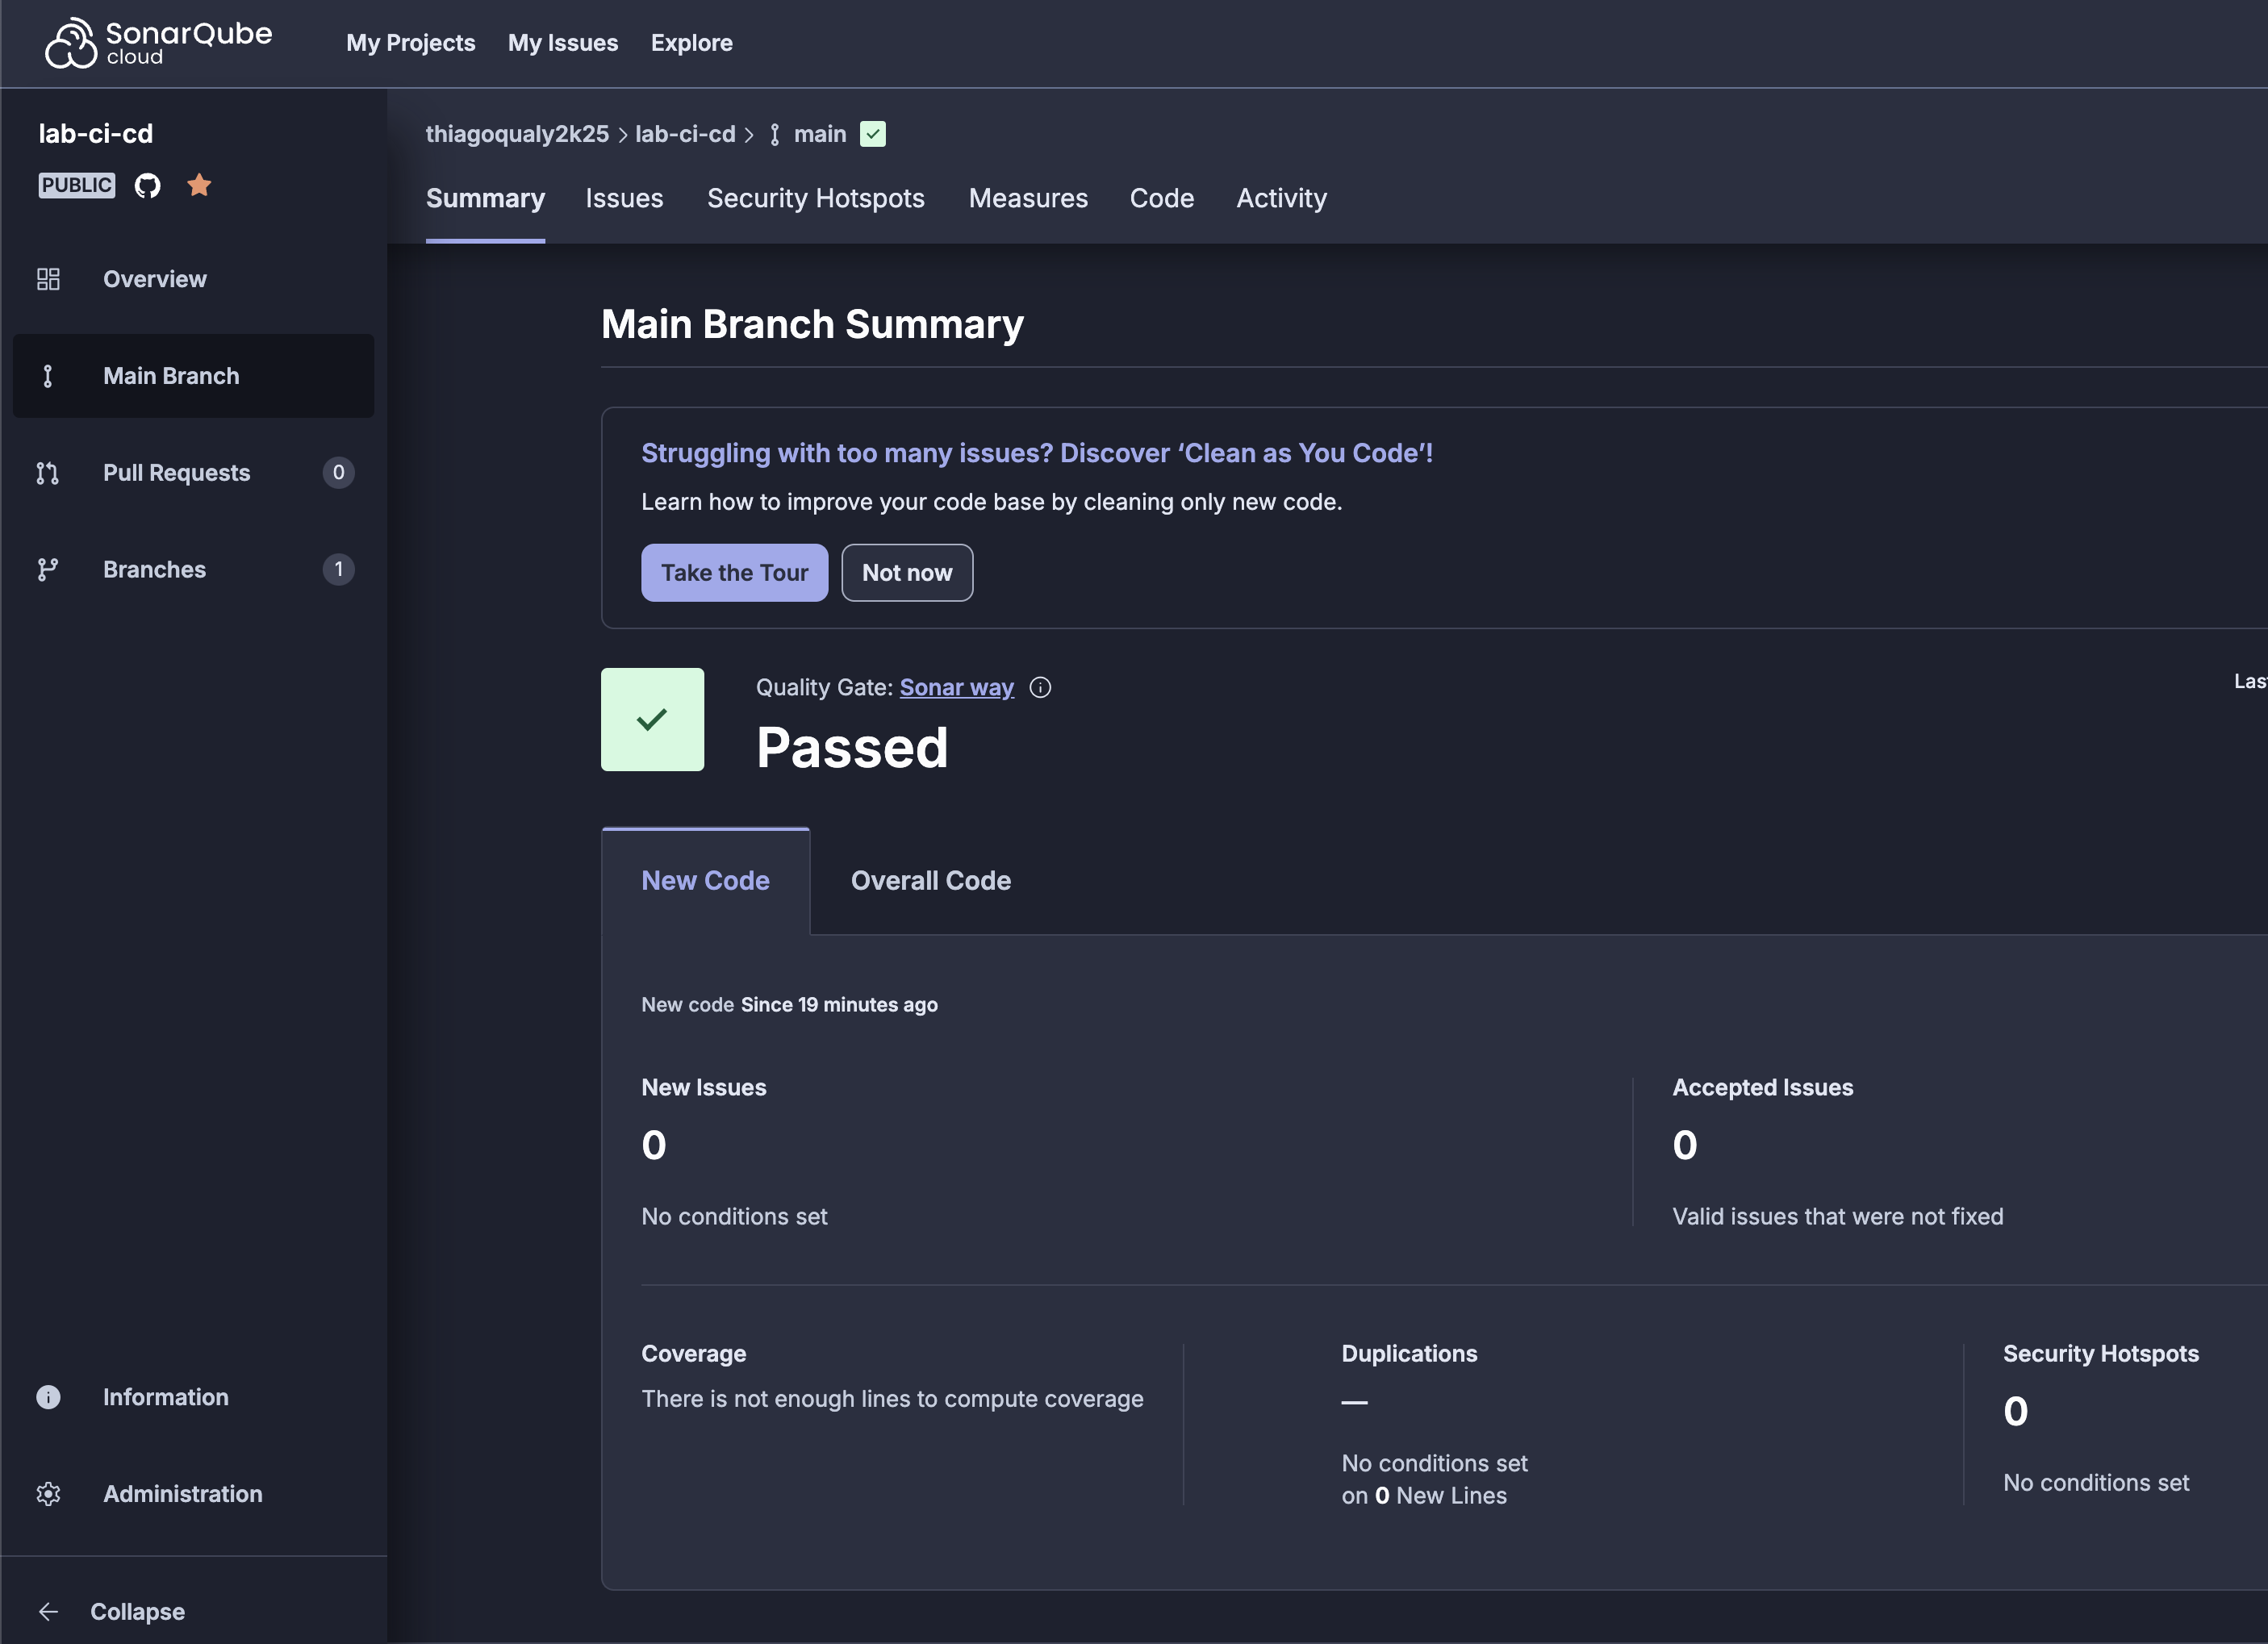 SonarQube
cloud
My Projects
My Issues
Explore
lab-ci-cd
PUBLIC
Overview
Main Branch
Pull Requests
0
Branches
1
Information
Administration
Collapse
thiagoqualy2k25 > lab-ci-cd > main
Summary
Issues
Security Hotspots
Measures
Code
Activity
Main Branch Summary
Struggling with too many issues? Discover ‘Clean as You Code’!
Learn how to improve your code base by cleaning only new code.
Take the Tour
Not now
Quality Gate: Sonar way
Passed
Las
New Code
Overall Code
New code Since 19 minutes ago
New Issues
0
No conditions set
Accepted Issues
0
Valid issues that were not fixed
Coverage
There is not enough lines to compute coverage
Duplications
—
No conditions set
on 0 New Lines
Security Hotspots
0
No conditions set